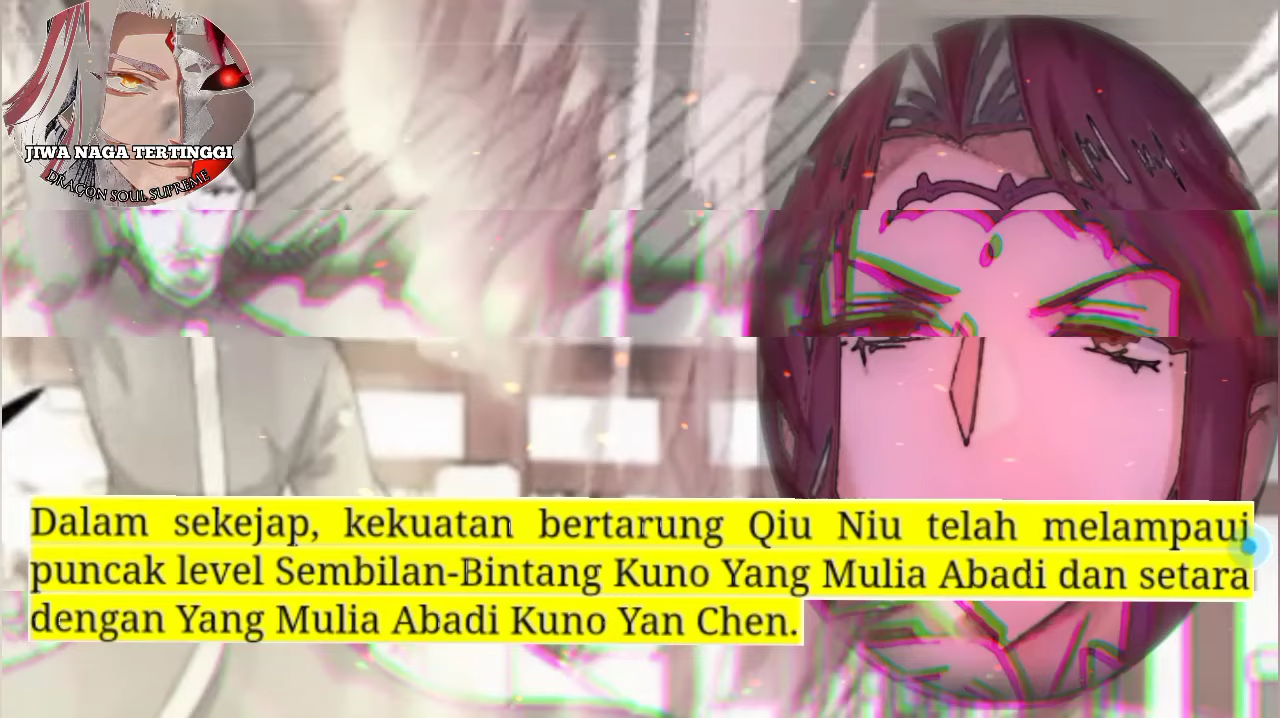 JIWA NAGA TERTINGGI
DRAGON SOUL SUPREME
Dalam sekejap, kekuatan bertarung Qiu Niu telah melampaui
puncak level Sembilan-Bintang Kuno Yang Mulia Abadi dan setara
dengan Yang Mulia Abadi Kuno Yan Chen.